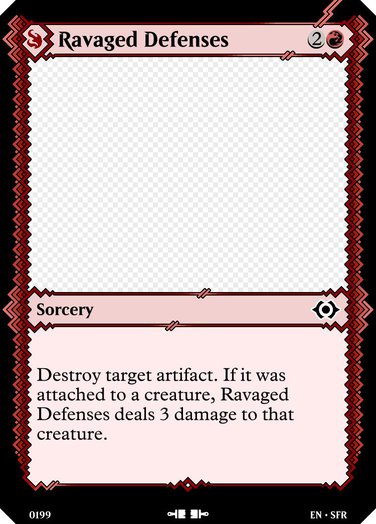 Ravaged Defenses 2
Sorcery
Destroy target artifact. If it was
attached to a creature, Ravaged
Defenses deals 3 damage to that
creature.
0199 EN • SFR